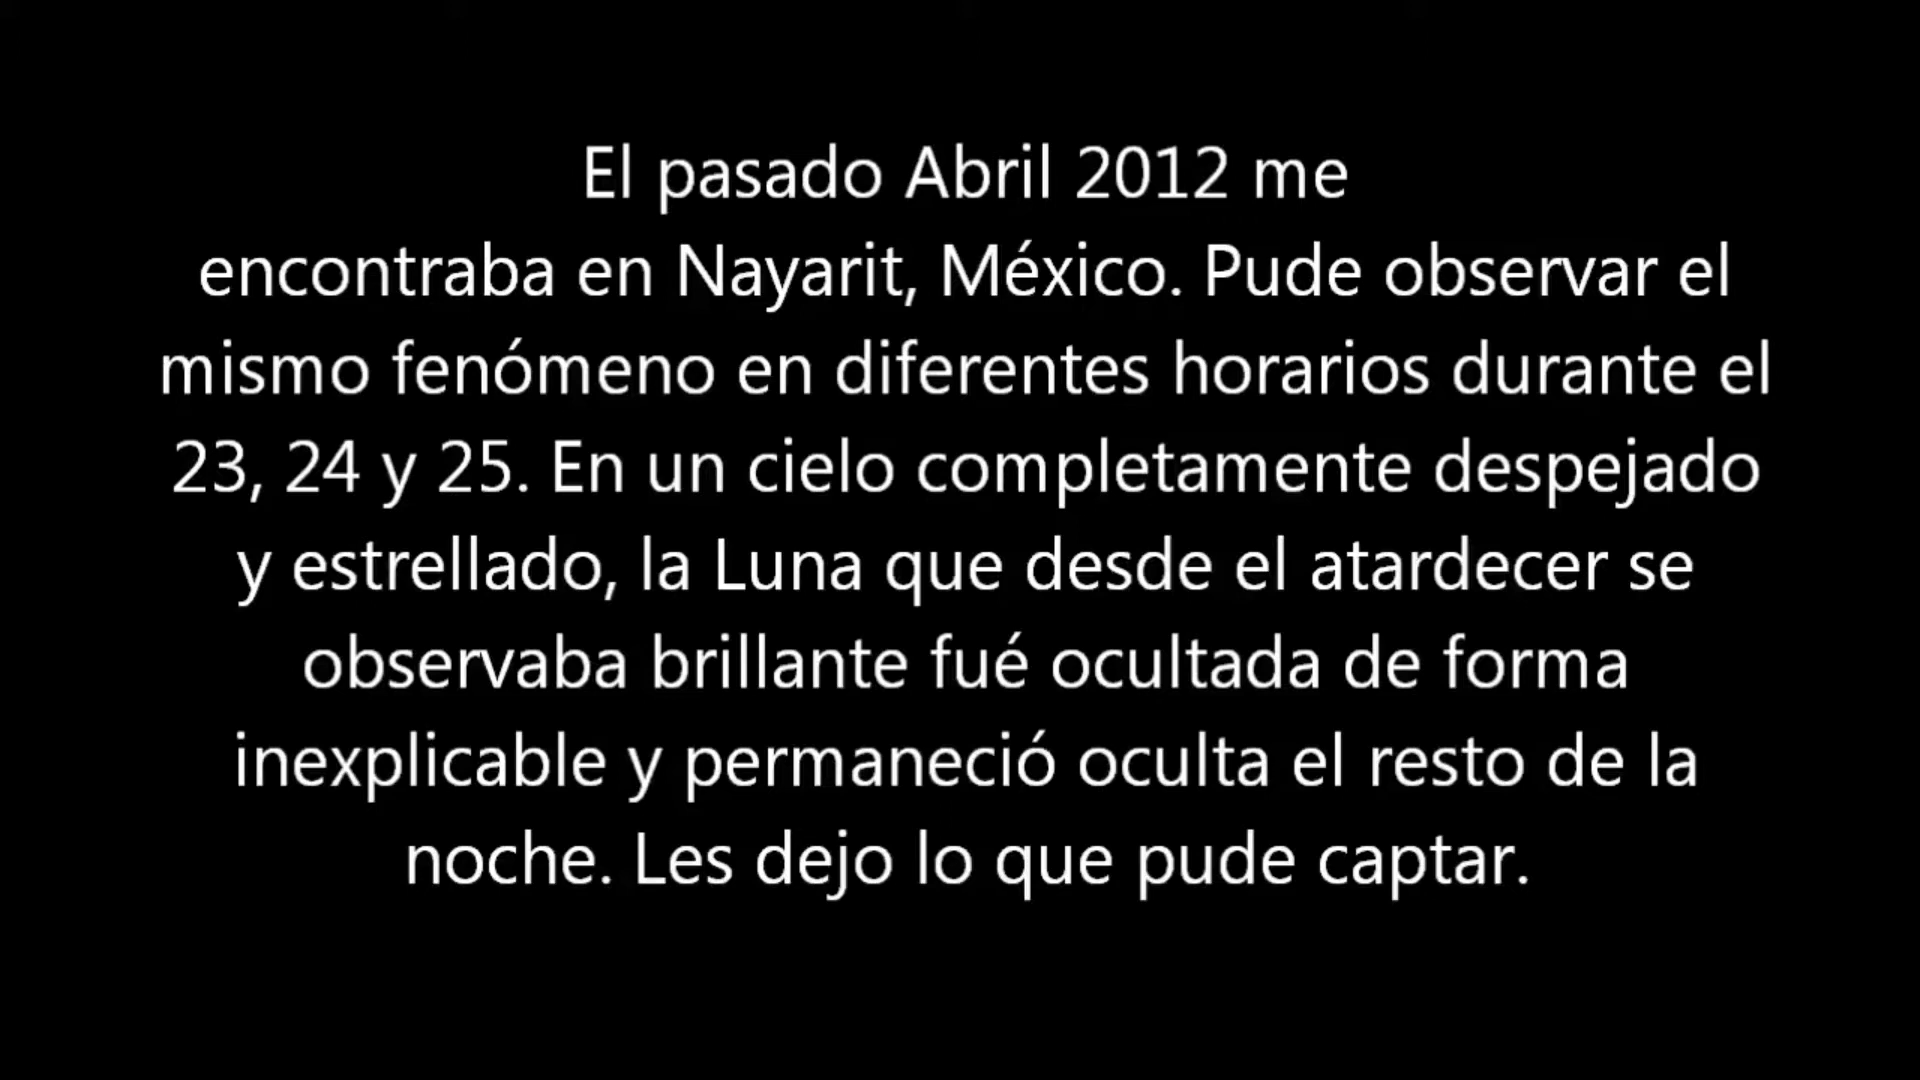 El pasado Abril 2012 me
encontraba en Nayarit, México. Pude observar el
mismo fenómeno en diferentes horarios durante el
23, 24 y 25. En un cielo completamente despejado
y estrellado, la Luna que desde el atardecer se
observaba brillante fué ocultada de forma
inexplicable y permaneció oculta el resto de la
noche. Les dejo lo que pude captar.